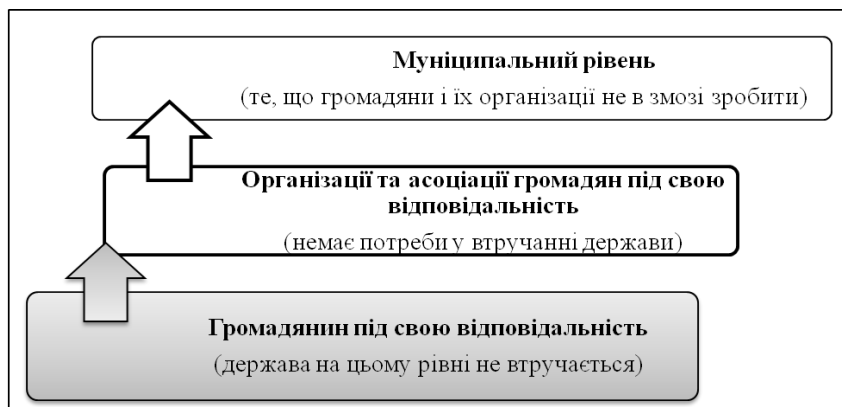 Муніципальний рівень
(те, що громадяни і їх організації не в змозі зробити)
Організації та асоціації громадян під свою
відповідальність
(немає потреби у втручанні держави)
Громадянин під свою відповідальність
(держава на цьому рівні не втручається)